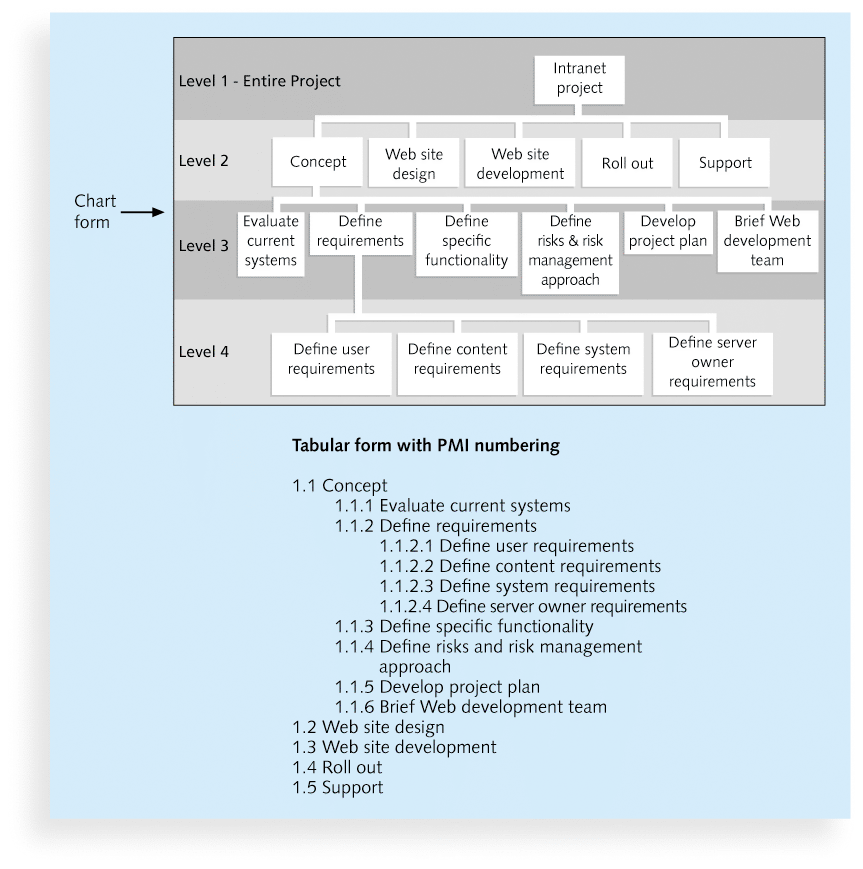 Level 1 - Entire Project
Intranet
project
Level 2
Concept
Web site
design
Web site
development
Roll out
Support
Chart
form
Level 3
Evaluate
current
systems
Define
requirements
Define
specific
functionality
Define
risks & risk
management
approach
Develop
project plan
Brief Web
development
team
Level 4
Define user
requirements
Define content
requirements
Define system
requirements
Define server
owner
requirements
Tabular form with PMI numbering
1.1 Concept
1.1.1 Evaluate current systems
1.1.2 Define requirements
1.1.2.1 Define user requirements
1.1.2.2 Define content requirements
1.1.2.3 Define system requirements
1.1.2.4 Define server owner requirements
1.1.3 Define specific functionality
1.1.4 Define risks and risk management
approach
1.1.5 Develop project plan
1.1.6 Brief Web development team
1.2 Web site design
1.3 Web site development
1.4 Roll out
1.5 Support